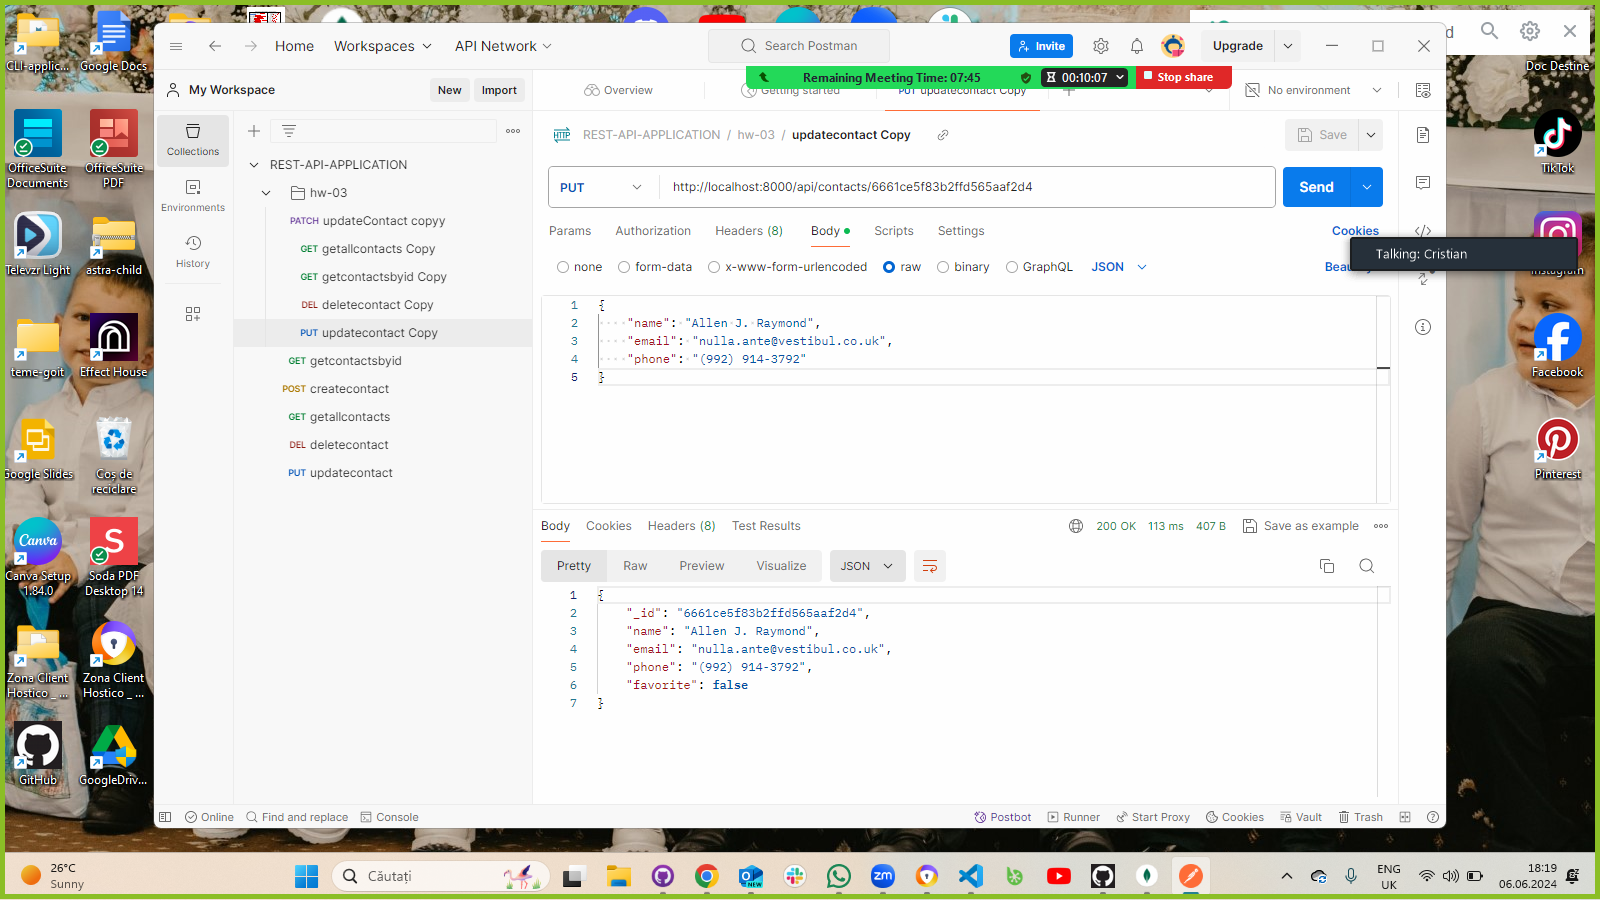 Home
Workspaces
API Network
Search Postman
Invite
Upgrade
My Workspace
New
Import
Overview
Getting started
PUT updatecontact Copy
No environment
Remaining Meeting Time: 07:45
00:10:07
Stop share
Collections
Environments
History
REST-API-APPLICATION
hw-03
PATCH updateContact copyy
GET getallcontacts Copy
GET getcontactsbyid Copy
DEL deletecontact Copy
PUT updatecontact Copy
GET getcontactsbyid
POST createcontact
GET getallcontacts
DEL deletecontact
PUT updatecontact
HTTP REST-API-APPLICATION / hw-03 / updatecontact Copy
Save
PUT
http://localhost:8000/api/contacts/6661ce5f83b2ffd565aaf2d4
Send
Params
Authorization
Headers (8)
Body
Scripts
Settings
Cookies
Talking: Cristian
none
form-data
x-www-form-urlencoded
raw
binary
GraphQL
JSON
1 {
2 "name": "Allen J. Raymond",
3 "email": "nulla.ante@vestibul.co.uk",
4 "phone": "(992) 914-3792"
5 }
Body
Cookies
Headers (8)
Test Results
200 OK
113 ms
407 B
Save as example
Pretty
Raw
Preview
Visualize
JSON
1 {
2 "_id": "6661ce5f83b2ffd565aaf2d4",
3 "name": "Allen J. Raymond",
4 "email": "nulla.ante@vestibul.co.uk",
5 "phone": "(992) 914-3792",
6 "favorite": false
7 }
Online
Find and replace
Console
Postbot
Runner
Start Proxy
Cookies
Vault
Trash
CLI-applic...
Google Docs
OfficeSuite
Documents
OfficeSuite
PDF
Televzr Light
astra-child
teme-goit
Effect House
Google Slides
Coș de
reciclare
Canva
Canva Setup
1.84.0
S
Soda PDF
Desktop 14
Zona Client
Hostico _ ...
Zona Client
Hostico _ ...
GitHub
GoogleDriv...
Doc Destine
TikTok
Instagram
Facebook
Pinterest
26°C
Sunny
Căutați
NEW
zm
ENG
UK
18:19
06.06.2024